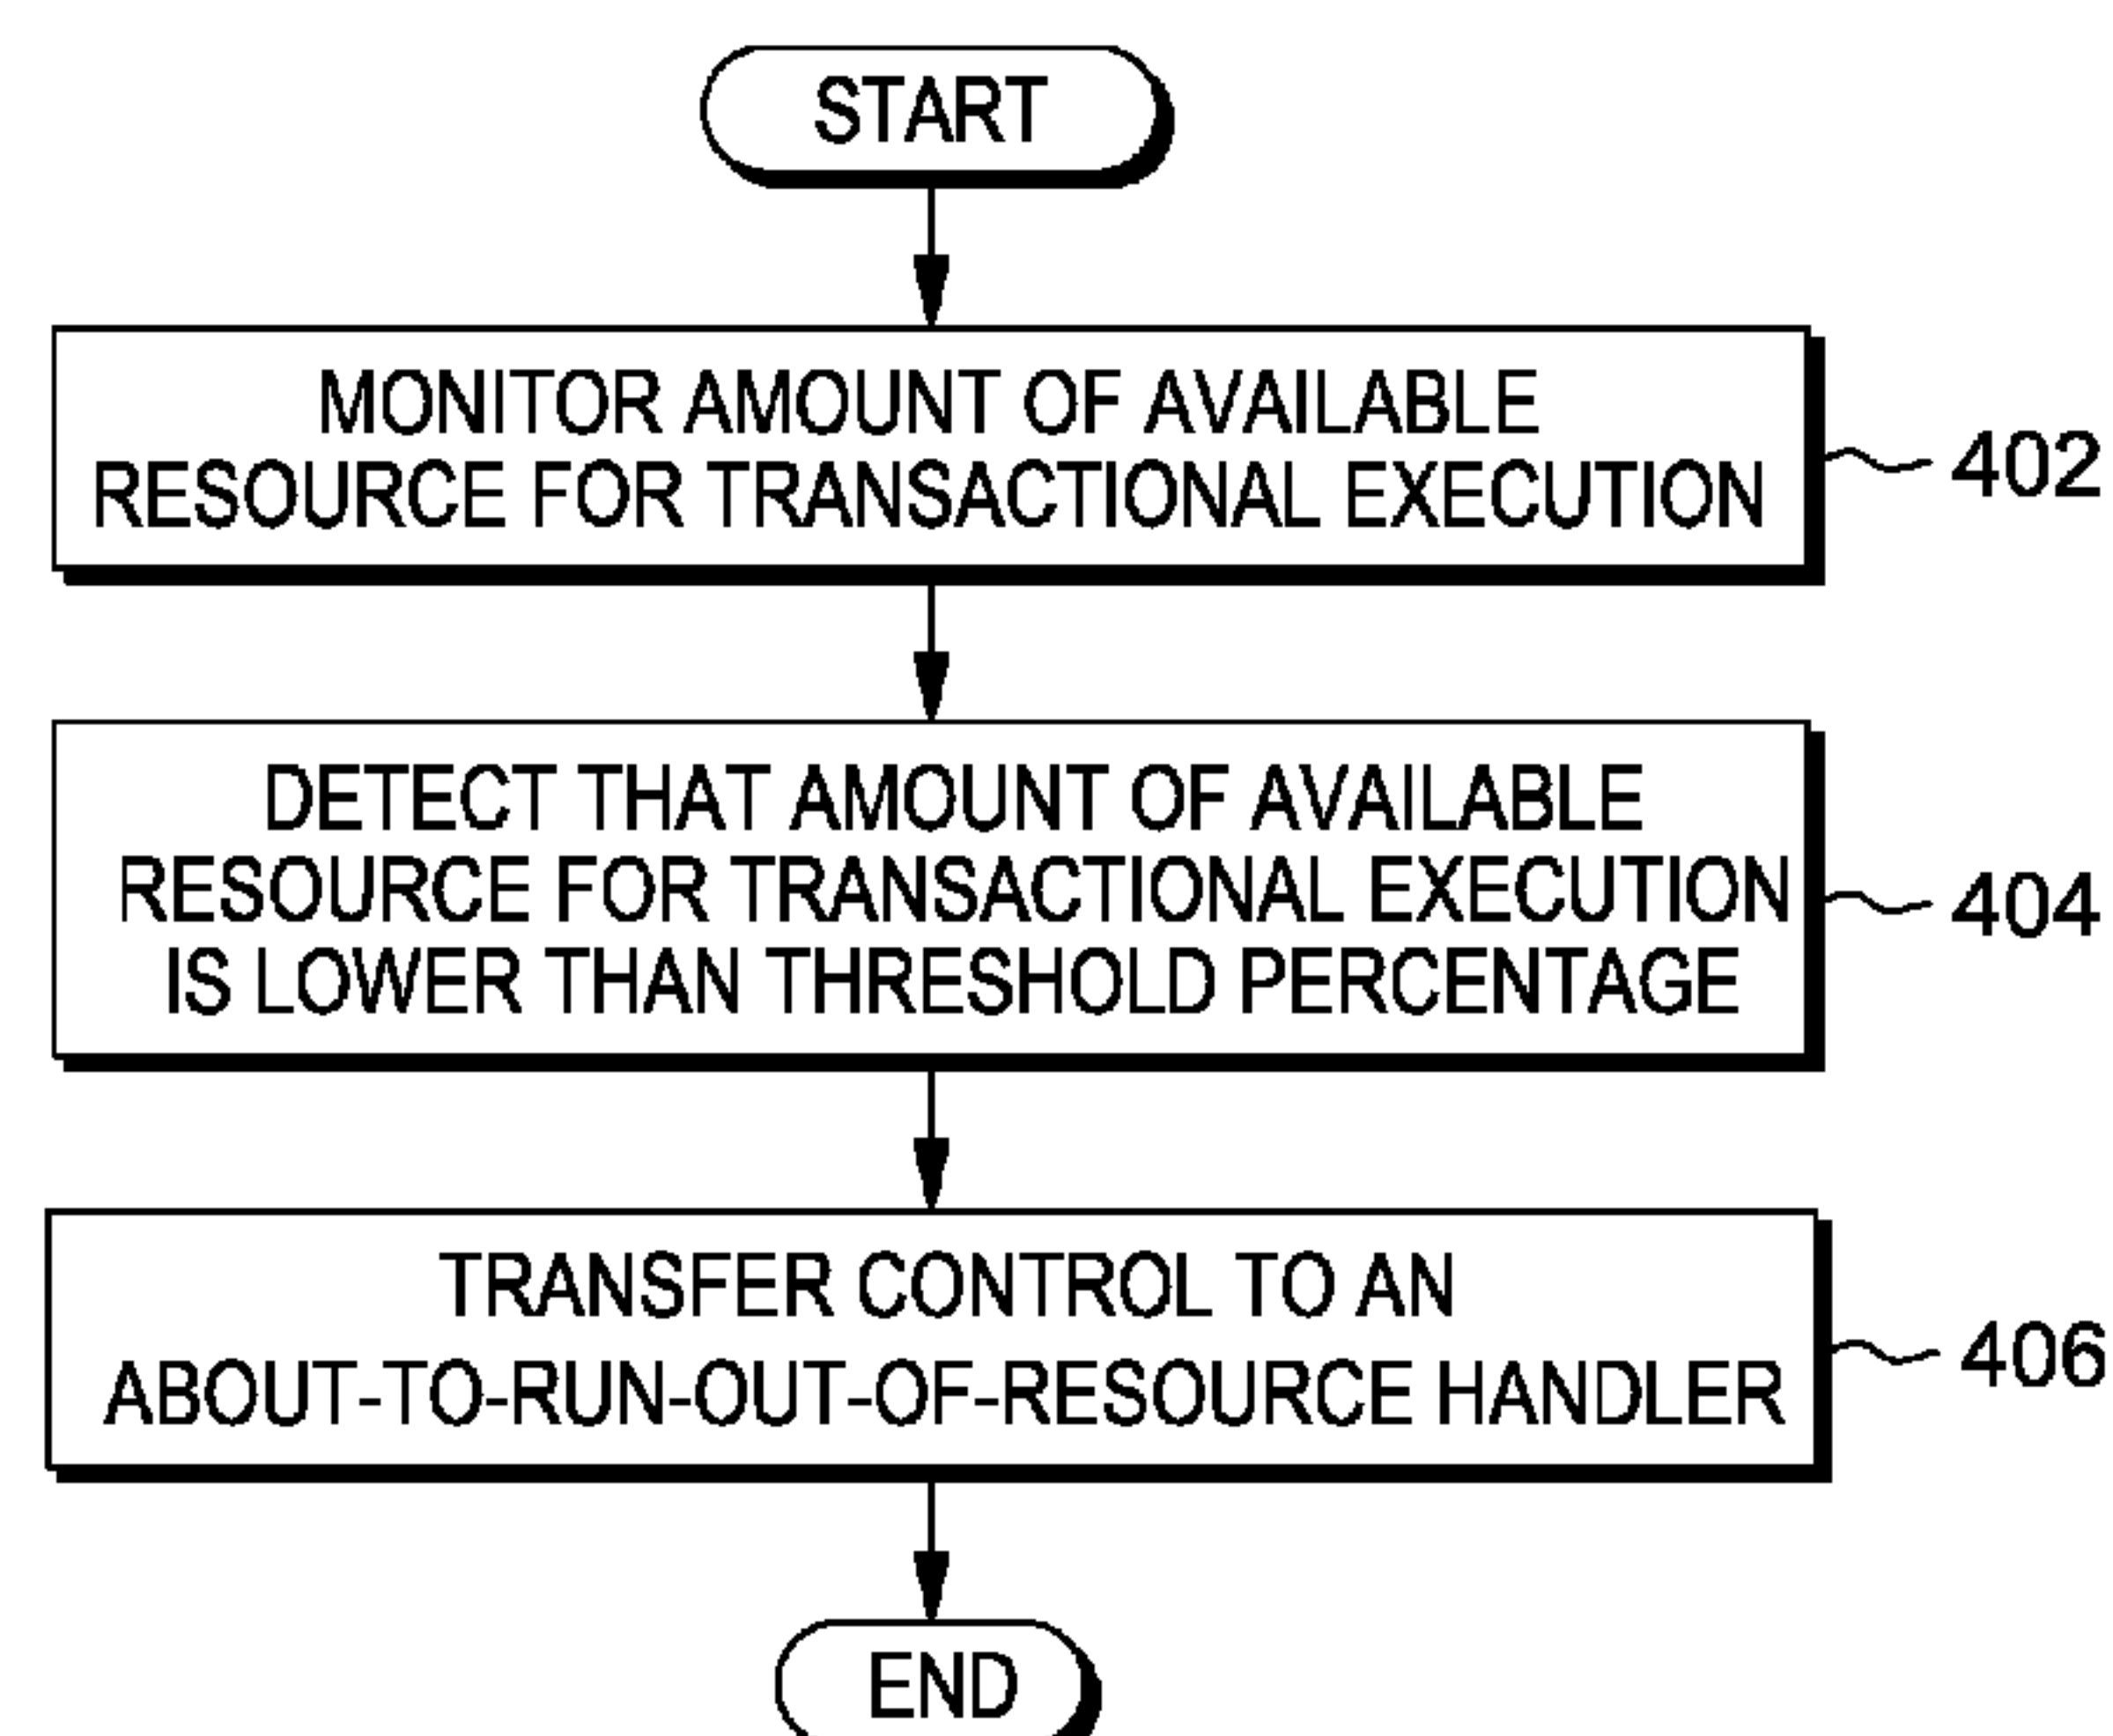 START
MONITOR AMOUNT OF AVAILABLE
RESOURCE FOR TRANSACTIONAL EXECUTION
402
DETECT THAT AMOUNT OF AVAILABLE
RESOURCE FOR TRANSACTIONAL EXECUTION
IS LOWER THAN THRESHOLD PERCENTAGE
404
TRANSFER CONTROL TO AN
ABOUT-TO-RUN-OUT-OF-RESOURCE HANDLER
406
END